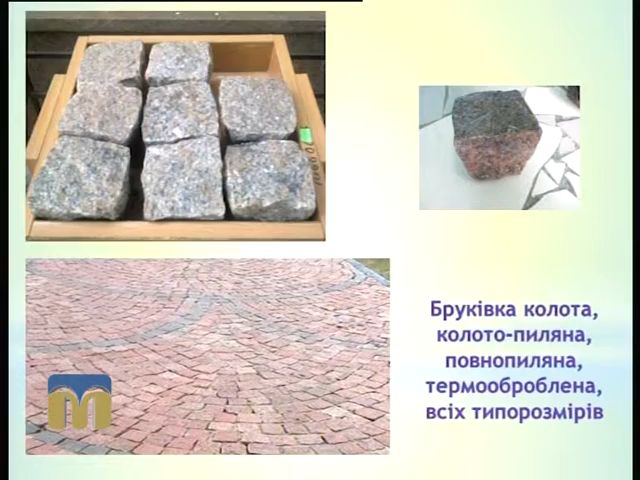 Бруківка колота,
колото-пиляна,
повнопиляна,
термооброблена,
всіх типорозмірів